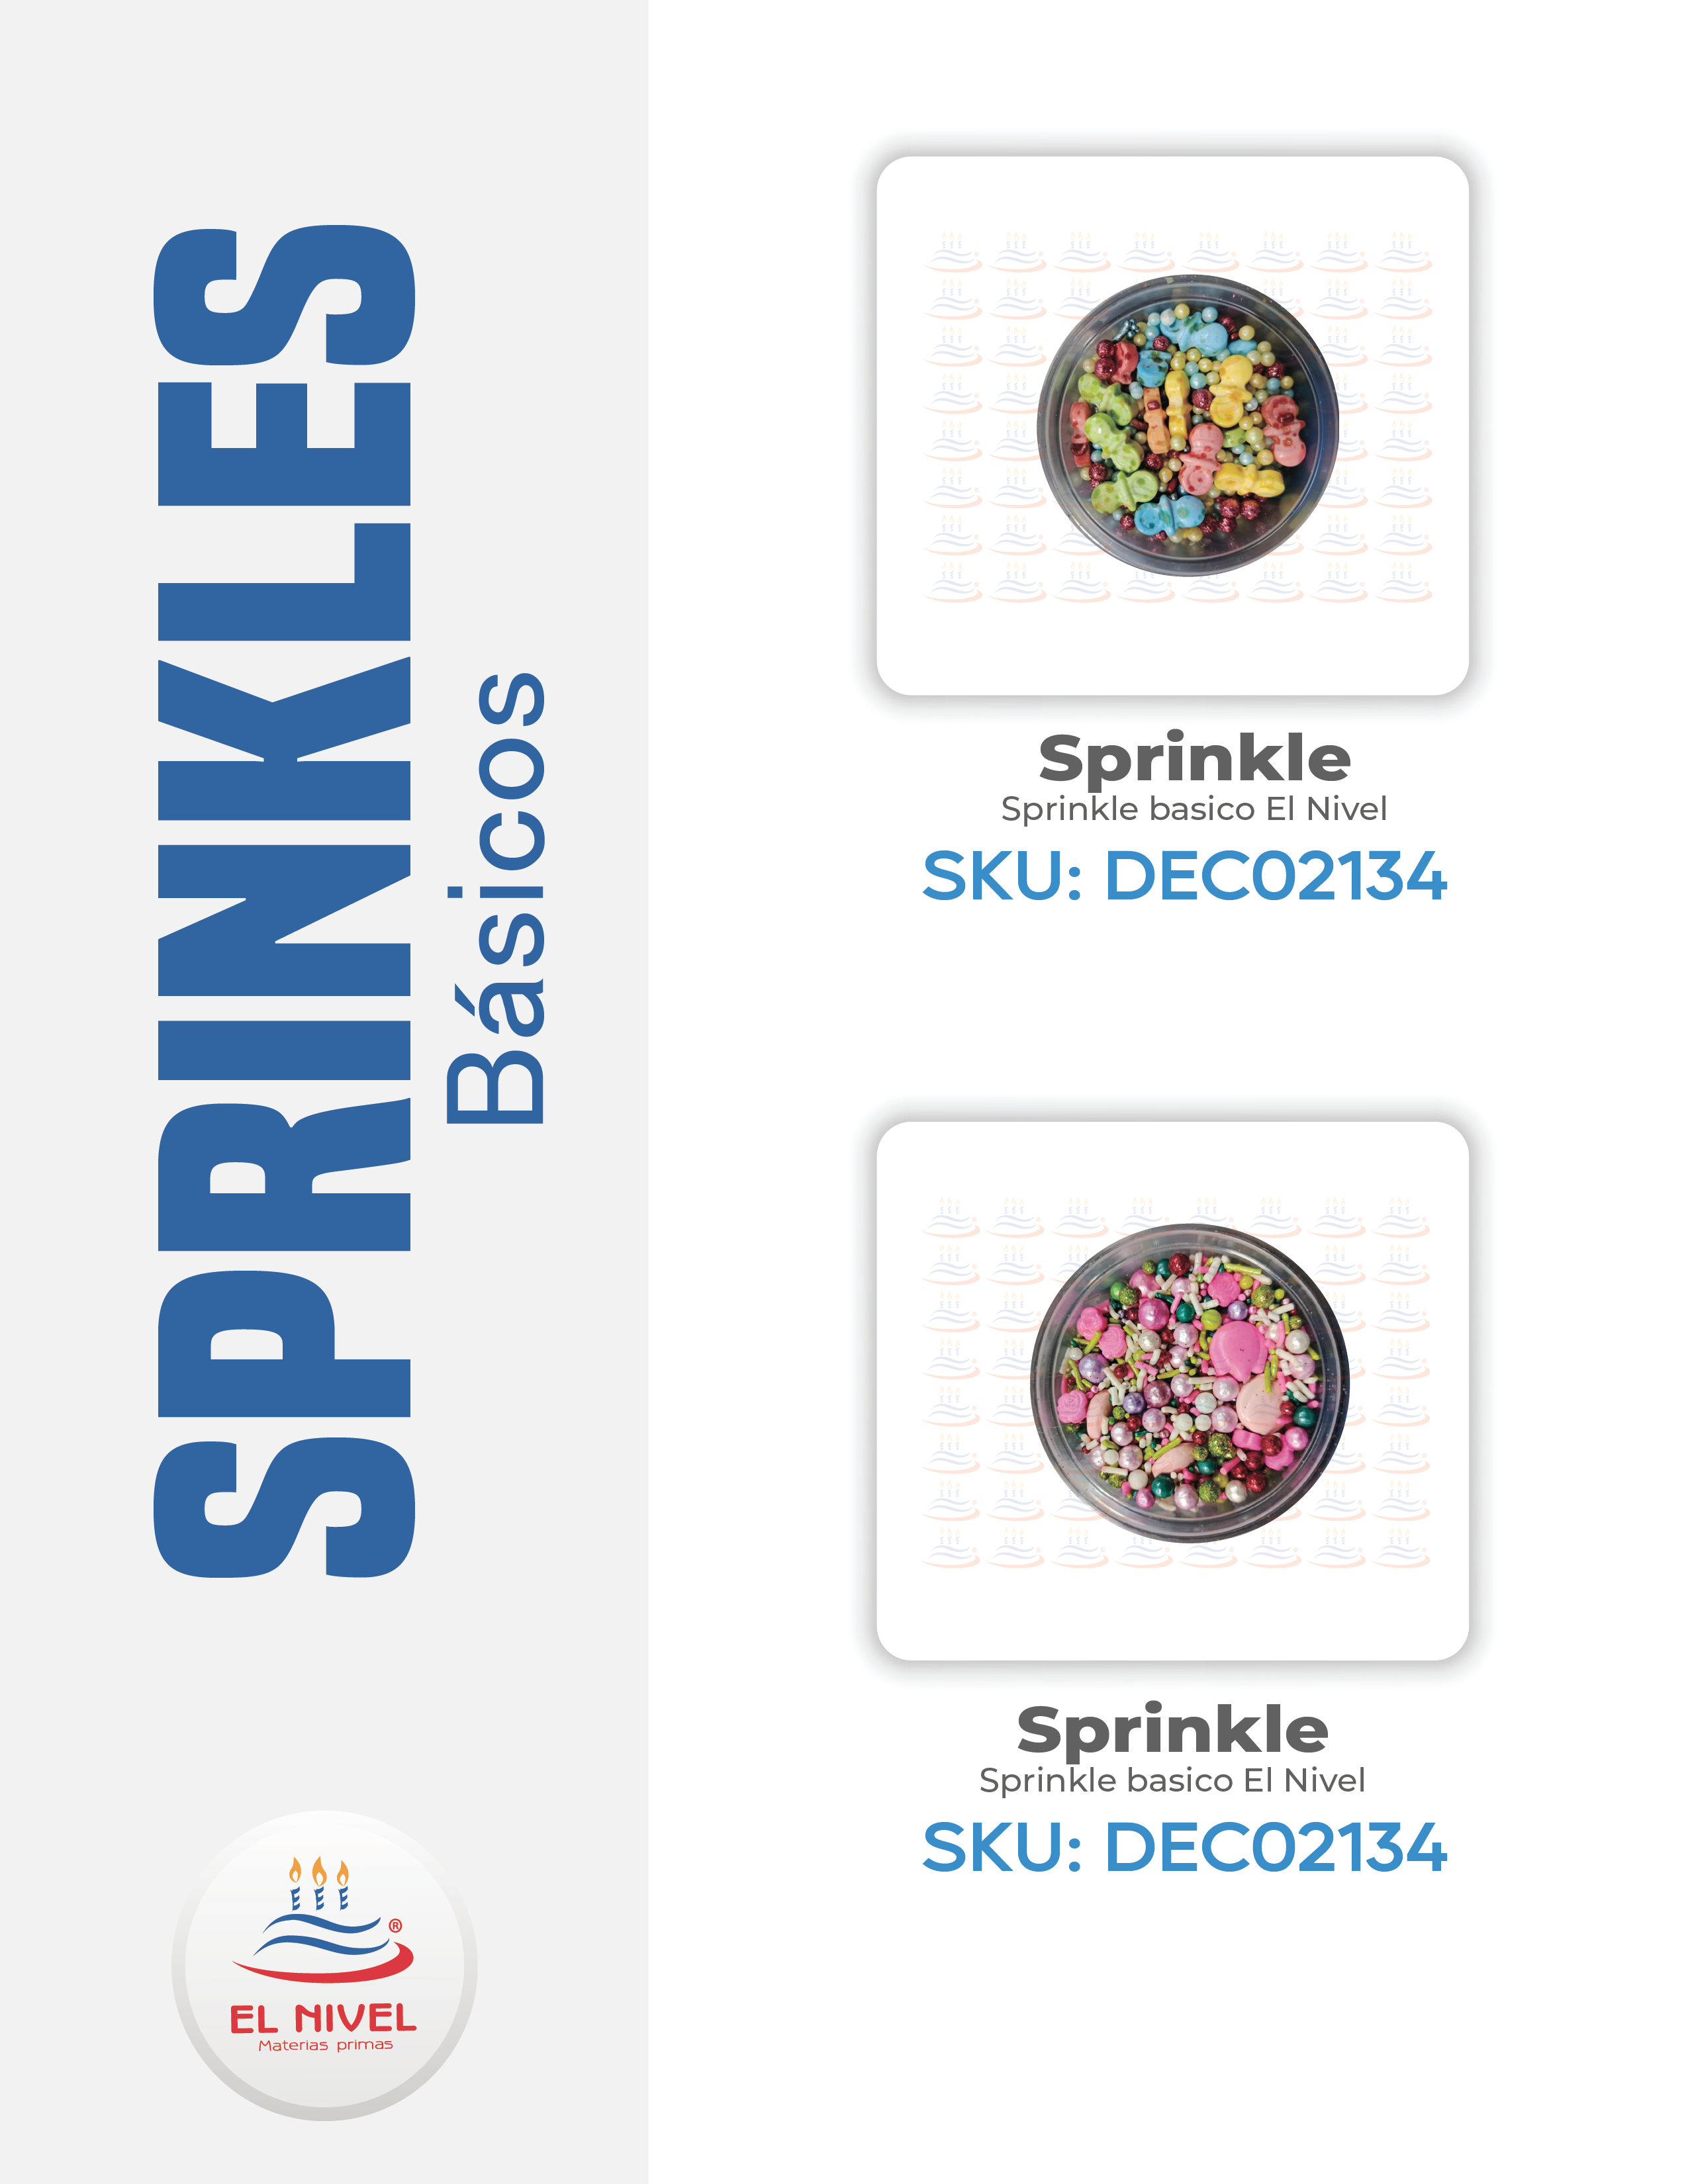 SPRINKLES
Básicos
Sprinkle
Sprinkle basico El Nivel
SKU: DEC02134
Sprinkle
Sprinkle basico El Nivel
SKU: DEC02134
®
EL NIVEL
Materias primas